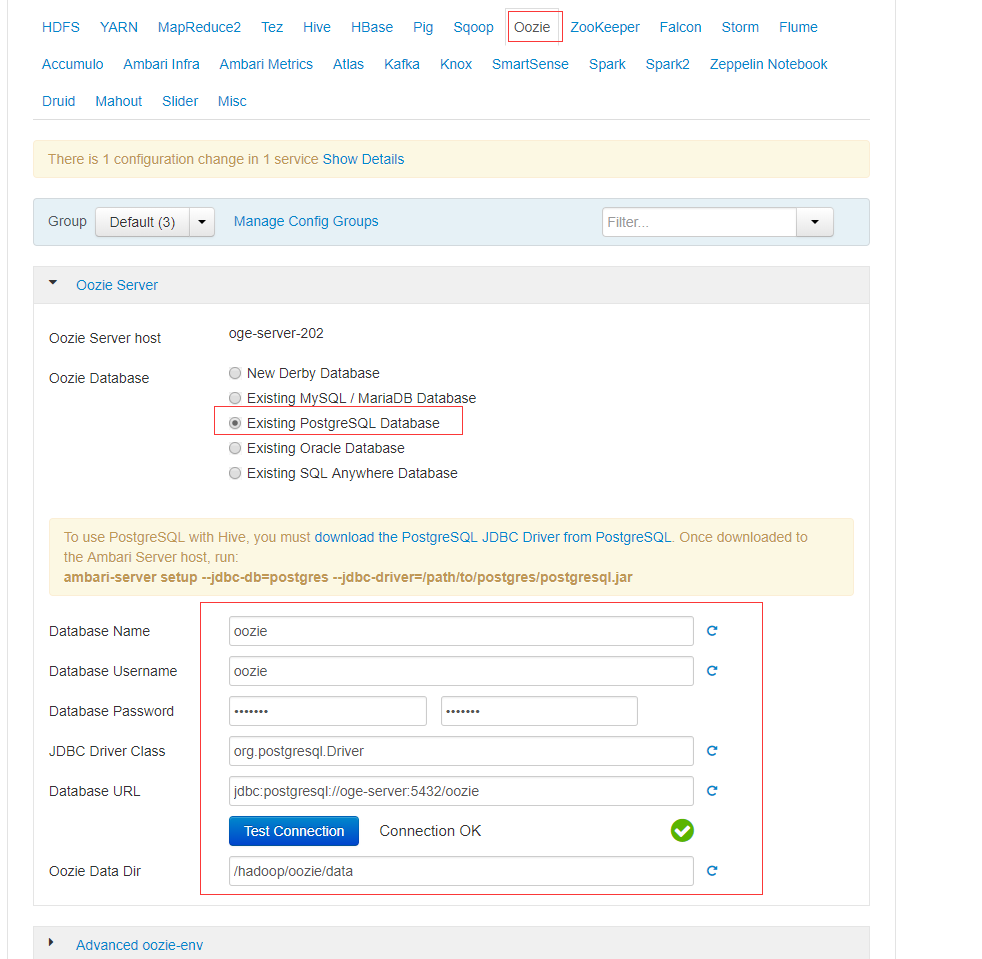 HDFS YARN MapReduce2 Tez Hive HBase Pig Sqoop Oozie ZooKeeper Falcon Storm Flume
Accumulo Ambari Infra Ambari Metrics Atlas Kafka Knox SmartSense Spark Spark2 Zeppelin Notebook
Druid Mahout Slider Misc
There is 1 configuration change in 1 service Show Details
Group Default (3) Manage Config Groups Filter...
Oozie Server
Oozie Server host oge-server-202
Oozie Database New Derby Database
Existing MySQL / MariaDB Database
Existing PostgreSQL Database
Existing Oracle Database
Existing SQL Anywhere Database
To use PostgreSQL with Hive, you must download the PostgreSQL JDBC Driver from PostgreSQL. Once downloaded to
the Ambari Server host, run:
ambari-server setup --jdbc-db=postgres --jdbc-driver=/path/to/postgres/postgresql.jar
Database Name oozie
Database Username oozie
Database Password ••••••• •••••••
JDBC Driver Class org.postgresql.Driver
Database URL jdbc:postgresql://oge-server:5432/oozie
Test Connection Connection OK
Oozie Data Dir /hadoop/oozie/data
Advanced oozie-env